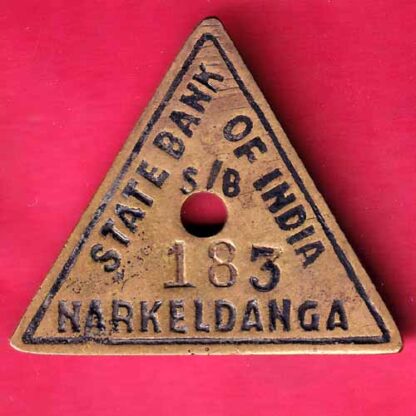 STATE BANK OF INDIA
S/B
183
NARKELDANGA